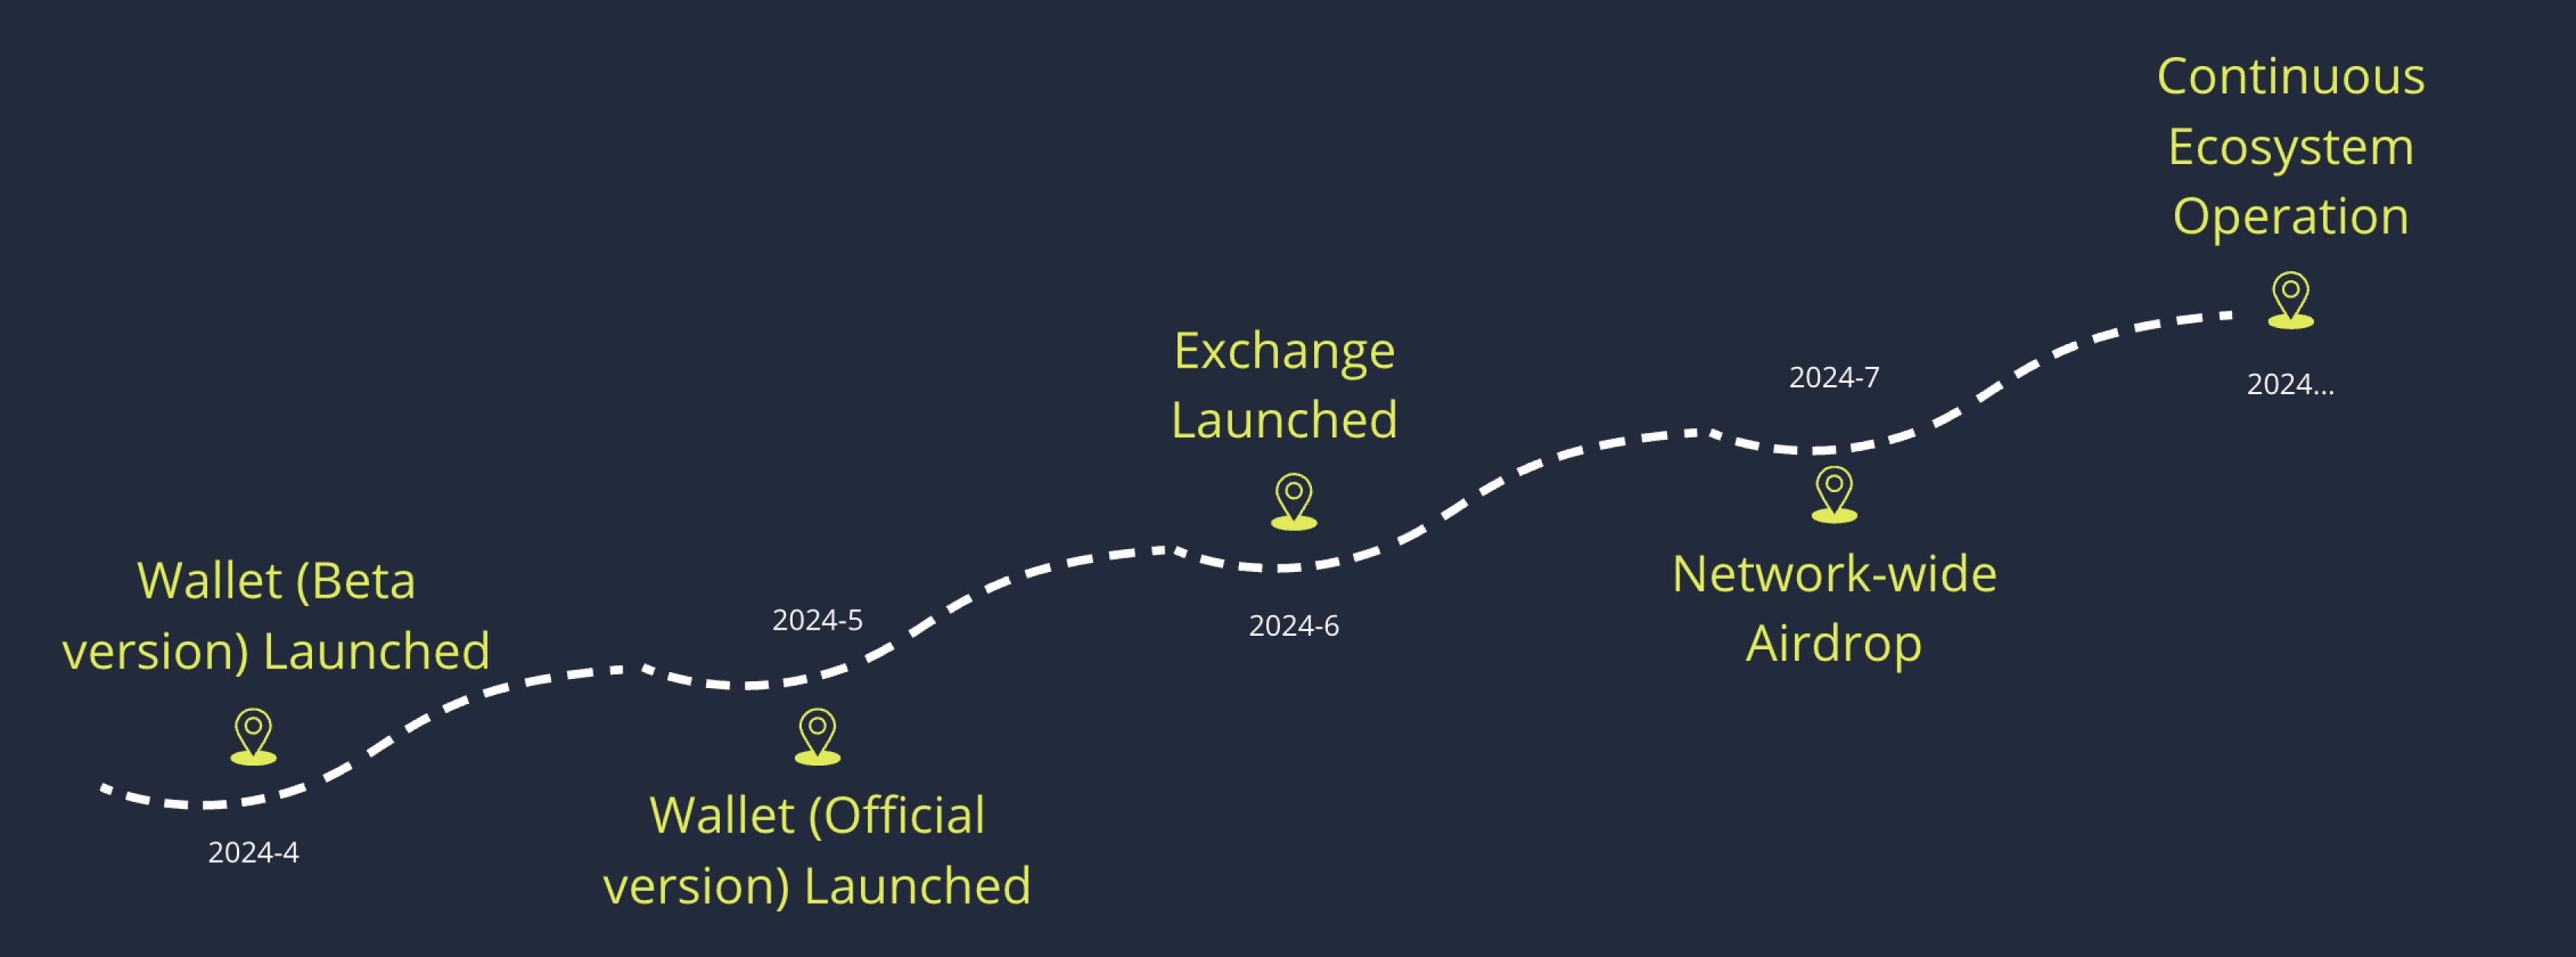 Wallet (Beta
version) Launched
2024-4
2024-5
Wallet (Official
version) Launched
Exchange
Launched
2024-6
2024-7
Network-wide
Airdrop
Continuous
Ecosystem
Operation
2024...